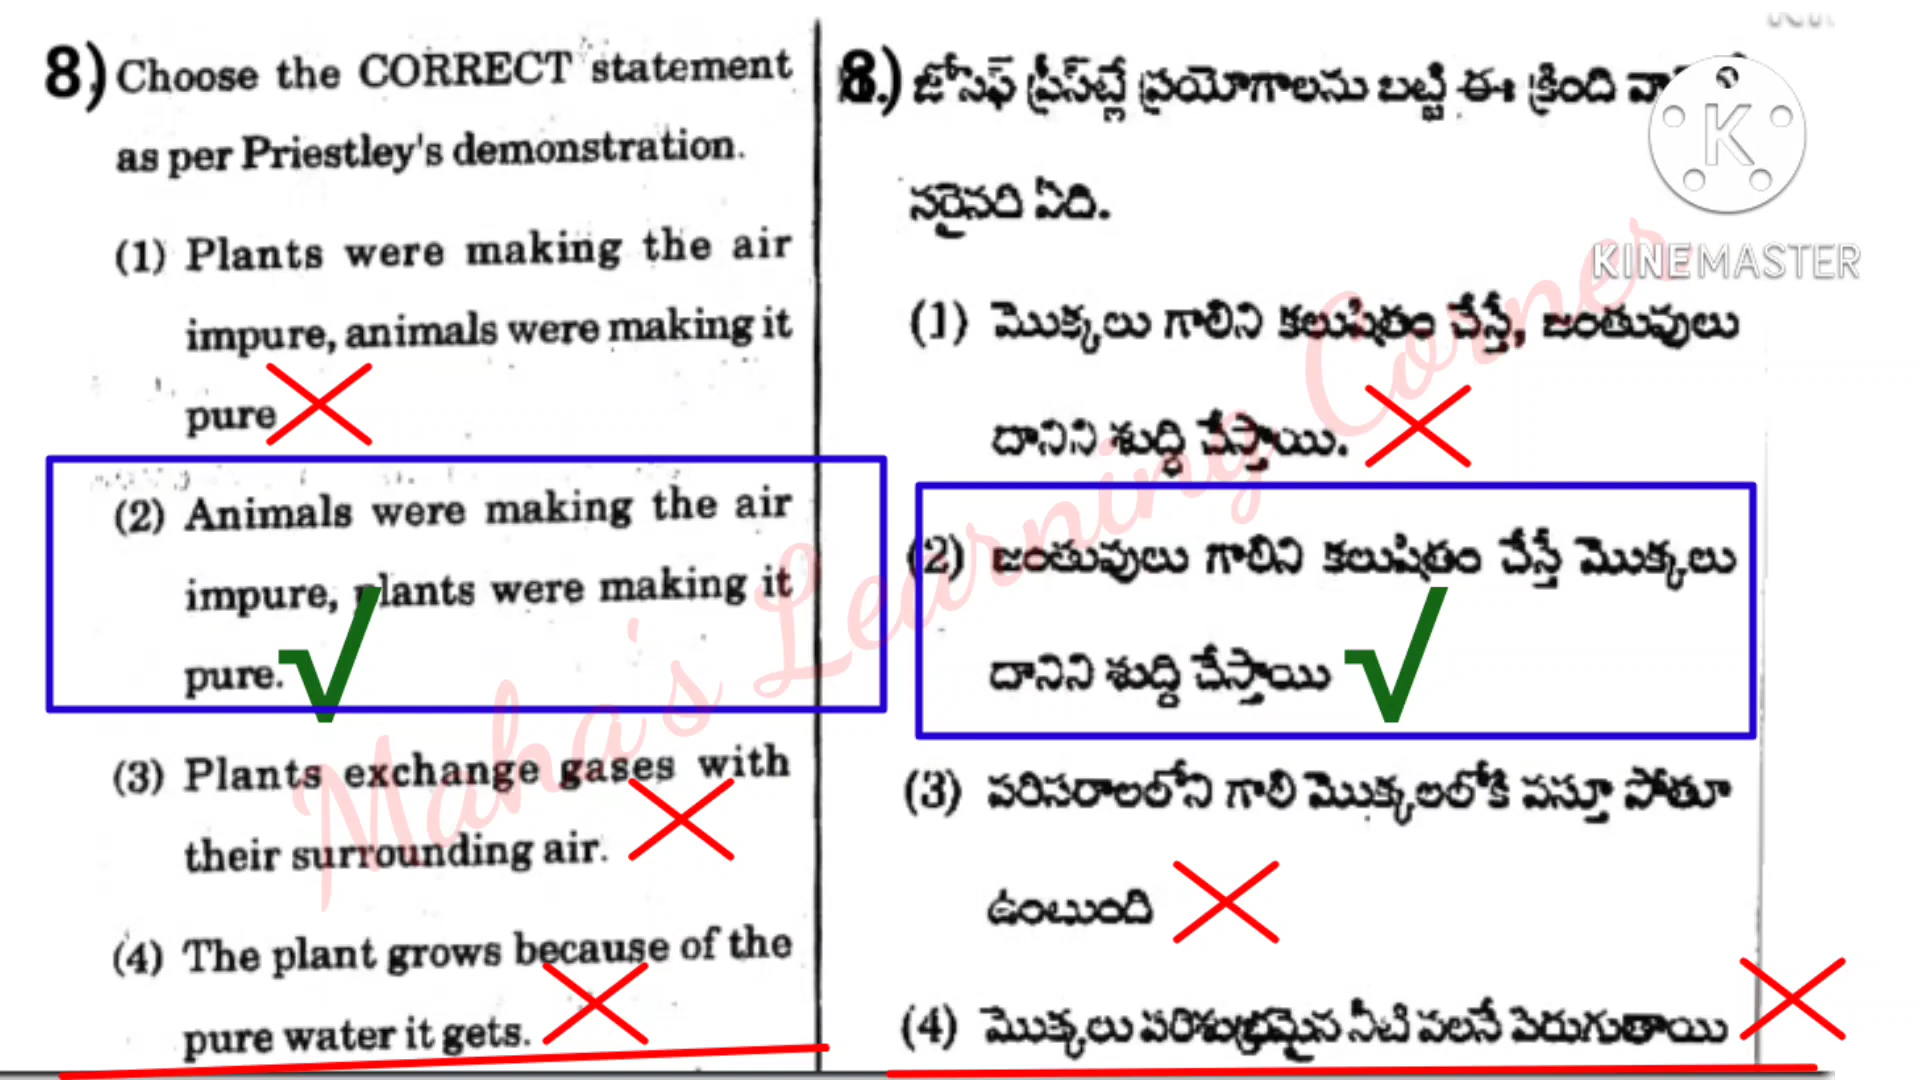 8) Choose the CORRECT statement
as per Priestley's demonstration.
(1) Plants were making the air
impure, animals were making it
pure
(2) Animals were making the air
impure, plants were making it
pure.
(3) Plants exchange gases with
their surrounding air.
(4) The plant grows because of the
pure water it gets.
8) జోసెఫ్ ప్రీస్ట్లే ప్రయోగాలను బట్టి ఈ క్రింది
సరైనది ఏది.
(1) మొక్కలు గాలిని కలుషితం చేస్తే, జంతువులు
దానిని శుద్ధి చేస్తాయి.
(2) జంతువులు గాలిని కలుషితం చేస్తే మొక్కలు
దానిని శుద్ధి చేస్తాయి
(3) పరిసరాలలోని గాలి మొక్కలలోకి వస్తూ పోతూ
ఉంటుంది
(4) మొక్కలు పరిశుభ్రమైన నీటి వలనే పెరుగుతాయి
K
KINEMASTER
Maha's Learning Corner